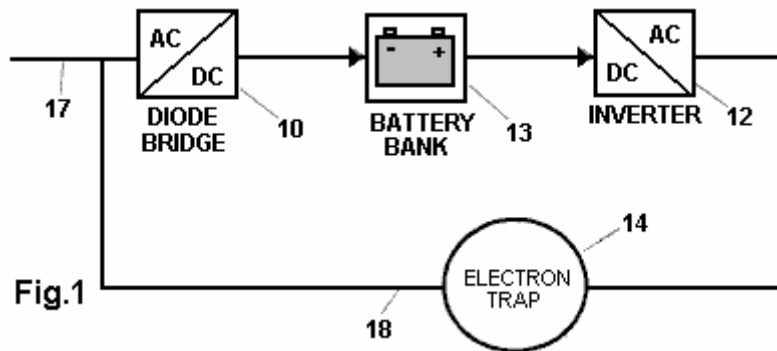 AC
DC
DIODE
BRIDGE
10
17
- +
BATTERY
BANK
13
AC
DC
INVERTER
12
14
ELECTRON
TRAP
18
Fig.1